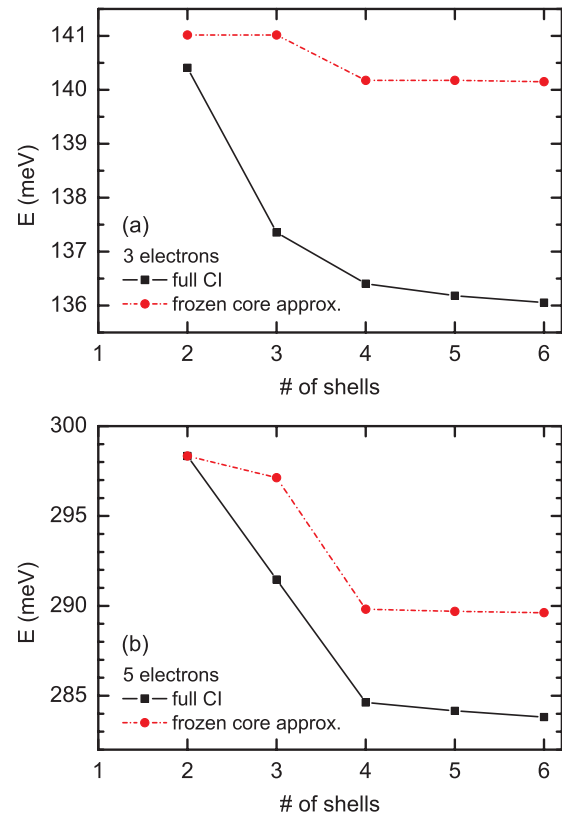 141
140
139
138
137
136
E (meV)
(a)
3 electrons
full CI
frozen core approx.
1 2 3 4 5 6
# of shells
300
295
290
285
E (meV)
(b)
5 electrons
full CI
frozen core approx.
1 2 3 4 5 6
# of shells